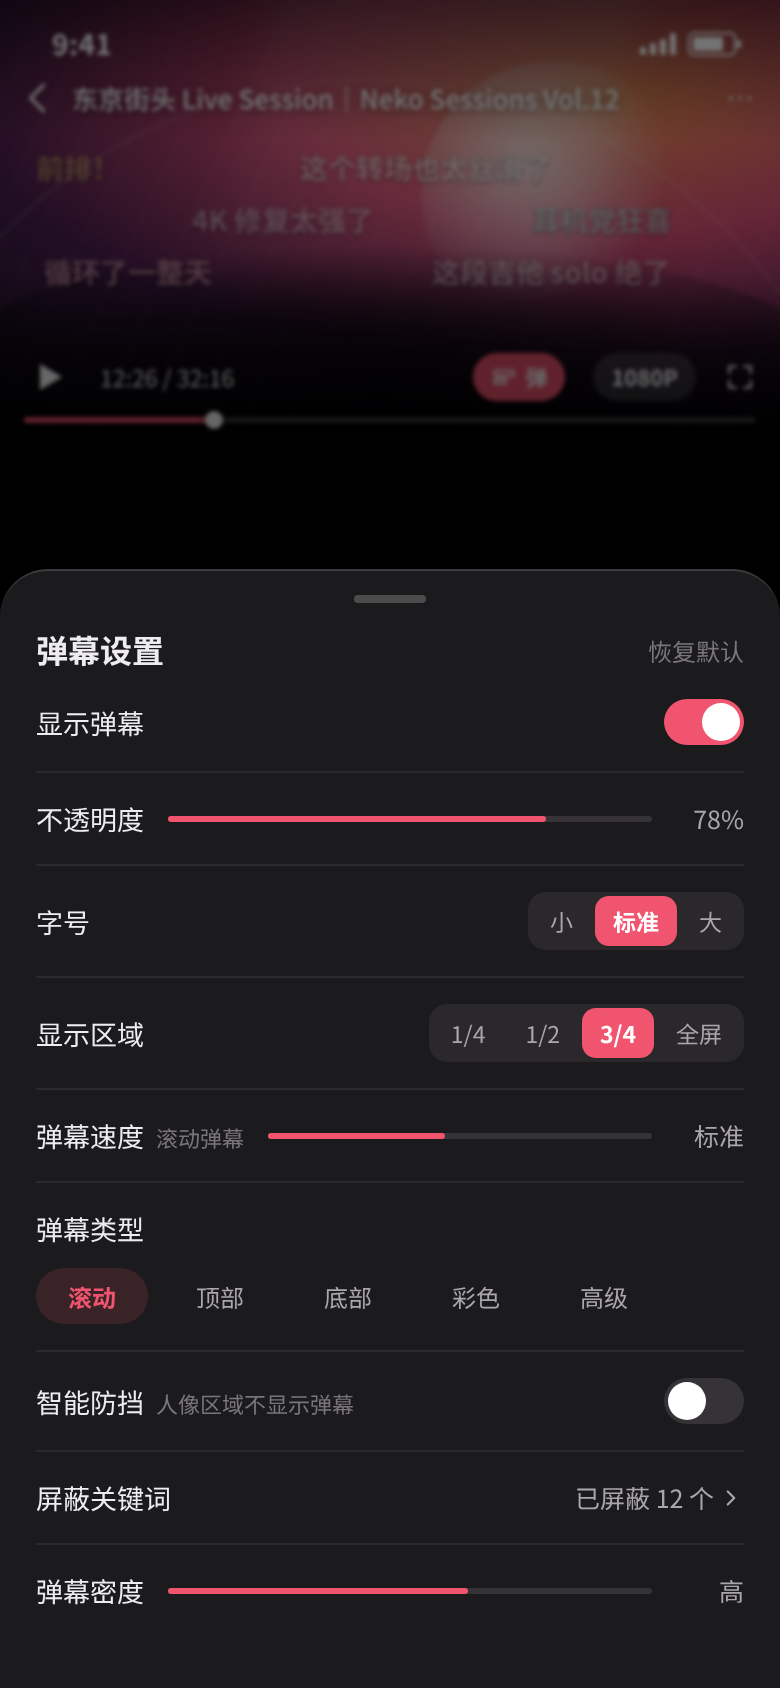 9:41
东京街头 Live Session｜Neko Sessions Vol.12
前排！
这个转场也太丝滑了
4K 修复太强了
耳机党狂喜
循环了一整天
这段吉他 solo 绝了
12:26 / 32:16
弹
1080P
弹幕设置
恢复默认
显示弹幕
不透明度
78%
字号
小
标准
大
显示区域
1/4
1/2
3/4
全屏
弹幕速度 滚动弹幕
标准
弹幕类型
滚动
顶部
底部
彩色
高级
智能防挡 人像区域不显示弹幕
屏蔽关键词
已屏蔽 12 个
弹幕密度
高